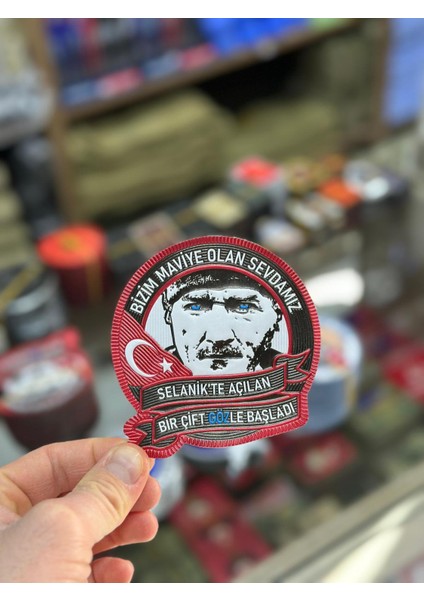 BİZİM MAVİYE OLAN SEVDAMIZ
SELANİK'TE AÇILAN
BİR ÇİFT GÖZLE BAŞLADI